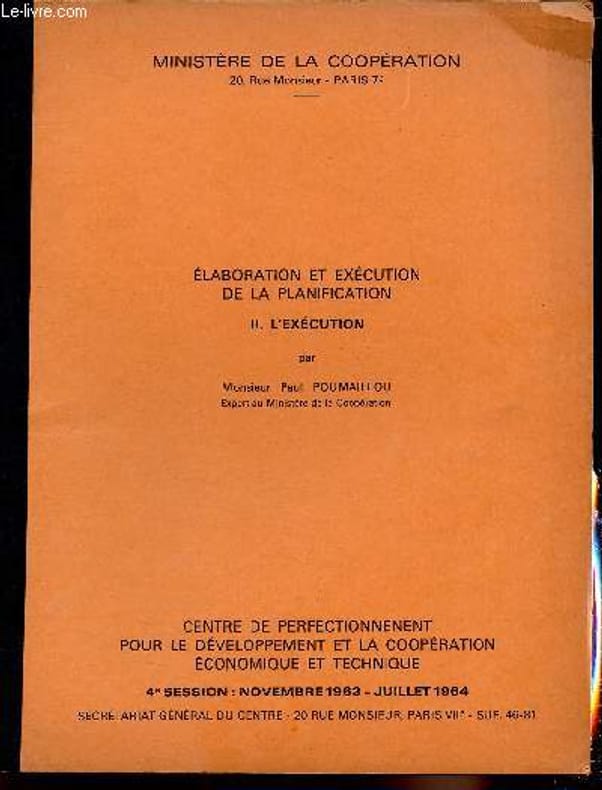 Le-livre.com
MINISTÈRE DE LA COOPÉRATION
20, Rue Monsieur - PARIS 7e
ÉLABORATION ET EXÉCUTION
DE LA PLANIFICATION
II. L'EXÉCUTION
par
Monsieur Paul POUMAILLOU
Expert au Ministère de la Coopération
CENTRE DE PERFECTIONNENENT
POUR LE DÉVELOPPEMENT ET LA COOPÉRATION
ÉCONOMIQUE ET TECHNIQUE
4e SESSION : NOVEMBRE 1963 - JUILLET 1964
SECRÉTARIAT GÉNÉRAL DU CENTRE - 20 RUE MONSIEUR, PARIS VIIe - SUF. 46-81